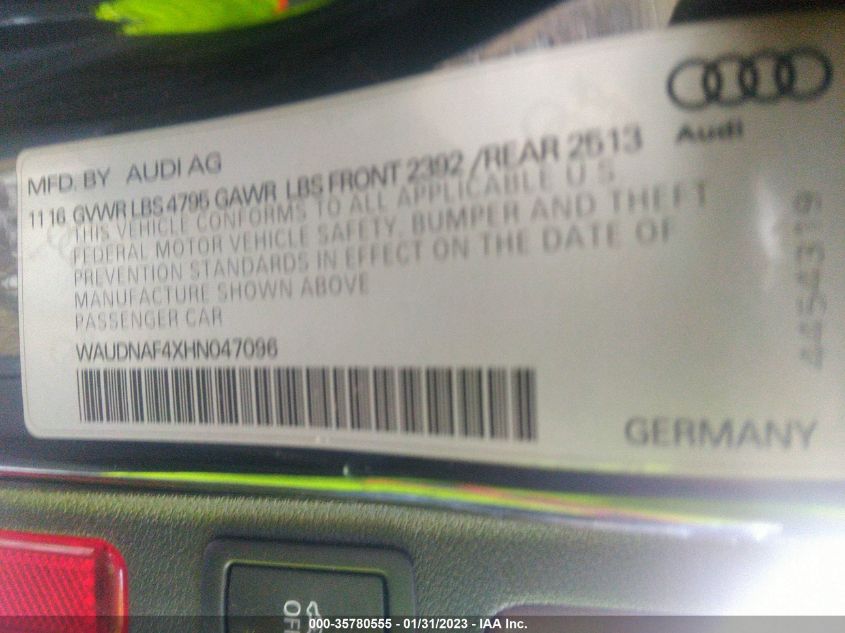 Audi
MFD. BY AUDI AG
11 16 GVWR LBS 4795 GAWR LBS FRONT 2392 /REAR 2513
THIS VEHICLE CONFORMS TO ALL APPLICABLE U S
FEDERAL MOTOR VEHICLE SAFETY, BUMPER AND THEFT
PREVENTION STANDARDS IN EFFECT ON THE DATE OF
MANUFACTURE SHOWN ABOVE
PASSENGER CAR
WAUDNAF4XHN047096
4454319
GERMANY
OFF
000-35780555 - 01/31/2023 - IAA Inc.